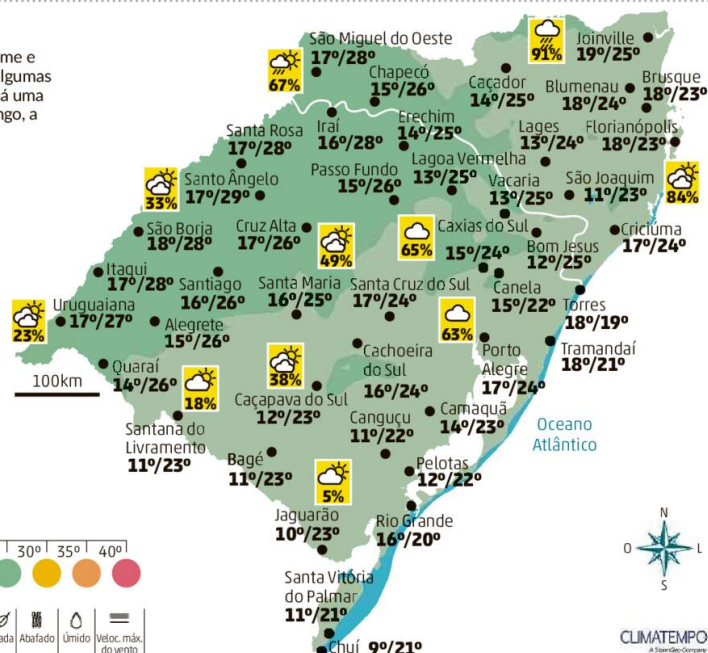 me e
lgumas
á uma
ngo, a
São Miguel do Oeste
17º/28º
67%
Chapecó
15º/26º
91%
Caçador
14º/25º
Joinville
19º/25º
Blumenau
18º/24º
Brusque
18º/23º
Santa Rosa
17º/28º
Iraí
16º/28º
Erechim
14º/25º
Lages
13º/24º
Florianópolis
18º/23º
Passo Fundo
15º/26º
Lagoa Vermelha
13º/25º
Vacaria
13º/25º
São Joaquim
11º/23º
84%
33%
Santo Ângelo
17º/29º
São Borja
18º/28º
Cruz Alta
17º/26º
49%
65%
Caxias do Sul
15º/24º
Bom Jesus
12º/25º
Criciúma
17º/24º
Itaqui
17º/28º
Santiago
16º/26º
Santa Maria
16º/25º
Santa Cruz do Sul
17º/24º
Canela
15º/22º
Torres
18º/19º
23%
Uruguaiana
17º/27º
Alegrete
15º/26º
63%
Porto
Alegre
17º/24º
Tramandaí
18º/21º
Quaraí
14º/26º
100km
18%
38%
Caçapava do Sul
12º/23º
Cachoeira
do Sul
16º/24º
Camaquã
14º/23º
Oceano
Atlântico
Santana do
Livramento
11º/23º
Bagé
11º/23º
Canguçu
11º/22º
Pelotas
12º/22º
5%
Jaguarão
10º/23º
Rio Grande
16º/20º
Santa Vitória
do Palmar
11º/21º
Chuí 9º/21º
30º 35º 40º
ada
Abafado
Úmido
Veloc. máx.
do vento
N
O L
S
CLIMATEMPO
A StormGeo Company